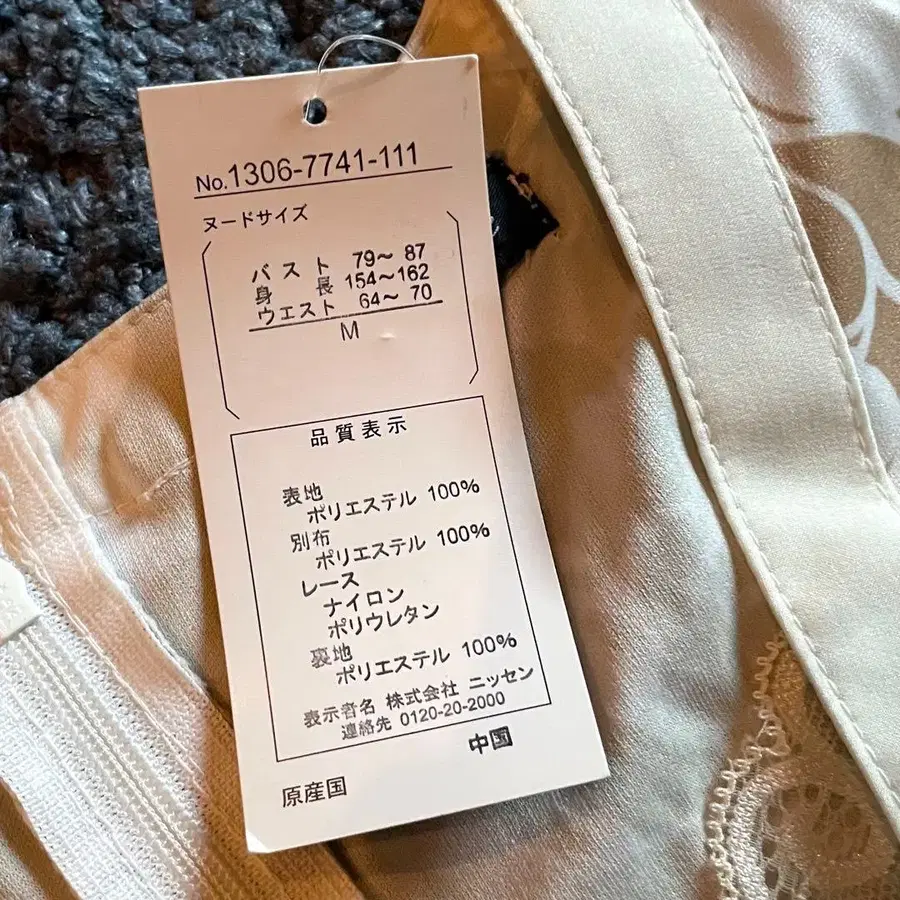 No.1306-7741-111
ヌードサイズ
バスト 79～ 87
身長 154～162
ウエスト 64～ 70
M
品質表示
表地
ポリエステル 100%
別布
ポリエステル 100%
レース
ナイロン
ポリウレタン
裏地
ポリエステル 100%
表示者名 株式会社 ニッセン
連絡先 0120-20-2000
中国
原産国